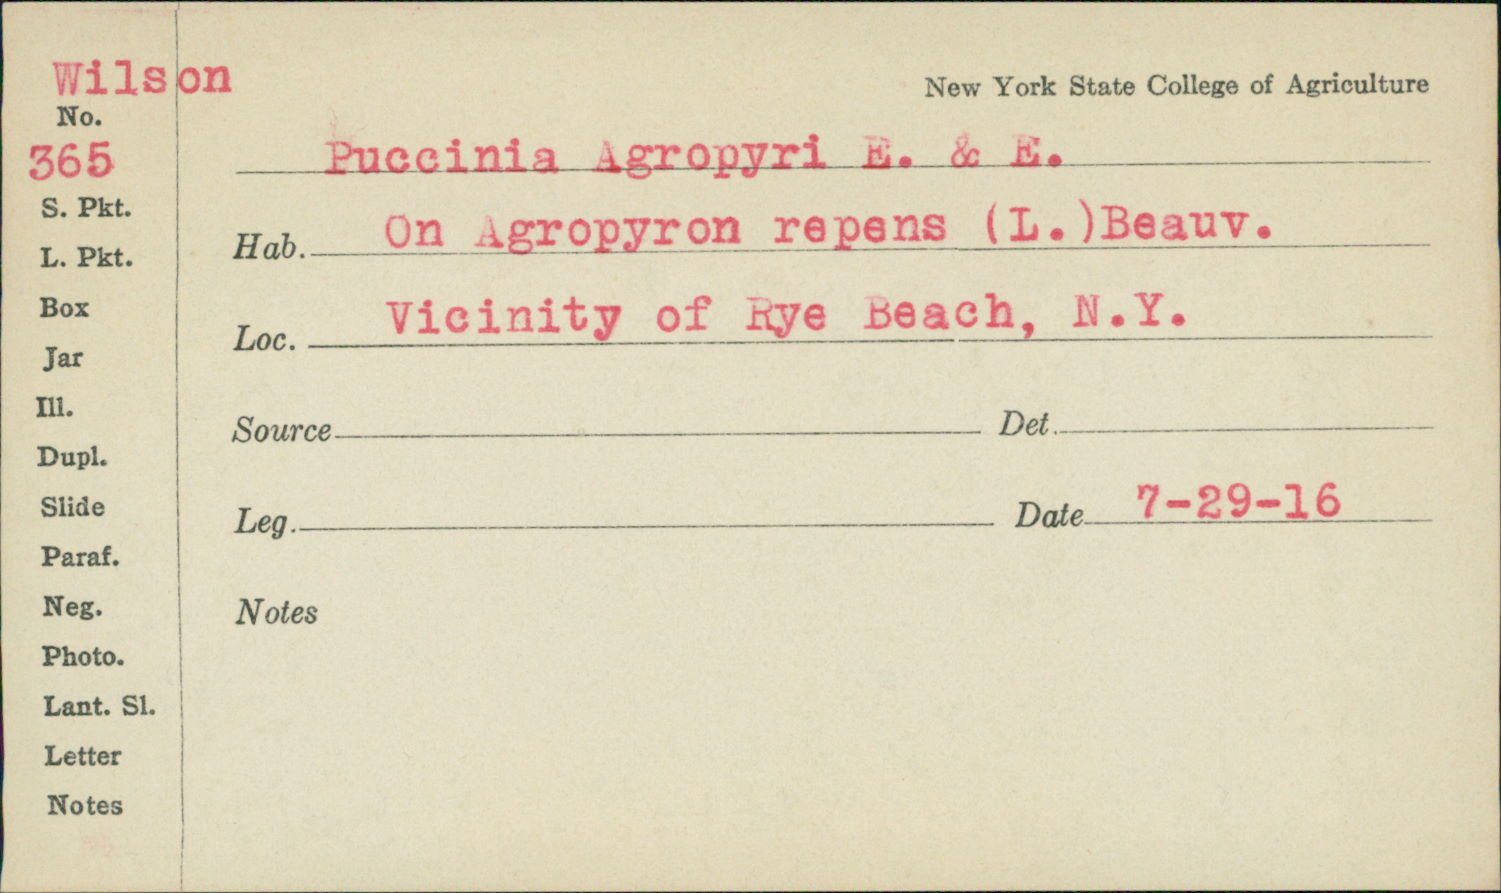 Wilson
New York State College of Agriculture
No.
365
Puccinia Agropyri E. & E.
S. Pkt.
Hab. On Agropyron repens (L.)Beauv.
L. Pkt.
Box
Loc. Vicinity of Rye Beach, N.Y.
Jar
Ill.
Source Det.
Dupl.
Slide
Leg. Date 7-29-16
Paraf.
Neg.
Notes
Photo.
Lant. Sl.
Letter
Notes